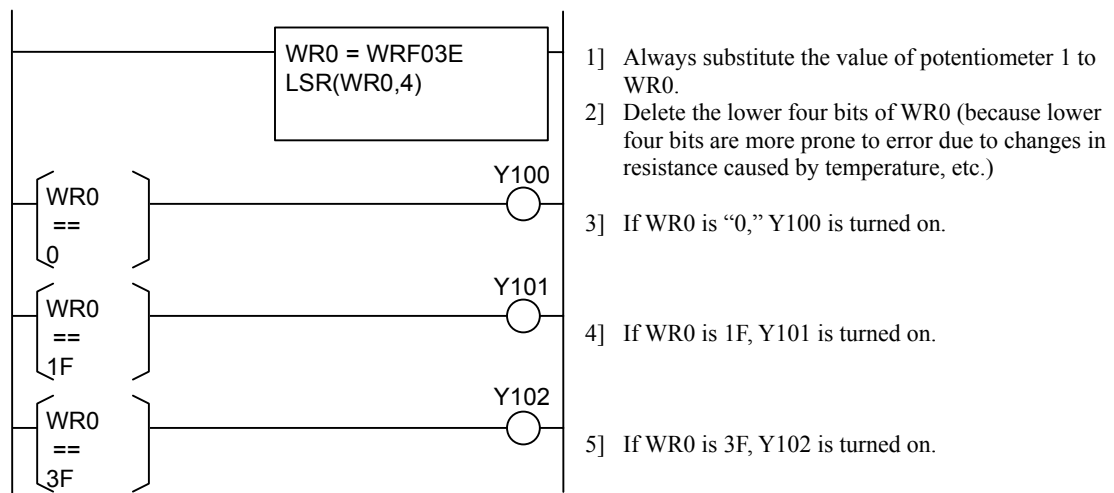 WR0 = WRF03E
LSR(WR0,4)
Y100
WR0
==
0
Y101
WR0
==
1F
Y102
WR0
==
3F
1] Always substitute the value of potentiometer 1 to
WR0.
2] Delete the lower four bits of WR0 (because lower
four bits are more prone to error due to changes in
resistance caused by temperature, etc.)
3] If WR0 is “0,” Y100 is turned on.
4] If WR0 is 1F, Y101 is turned on.
5] If WR0 is 3F, Y102 is turned on.